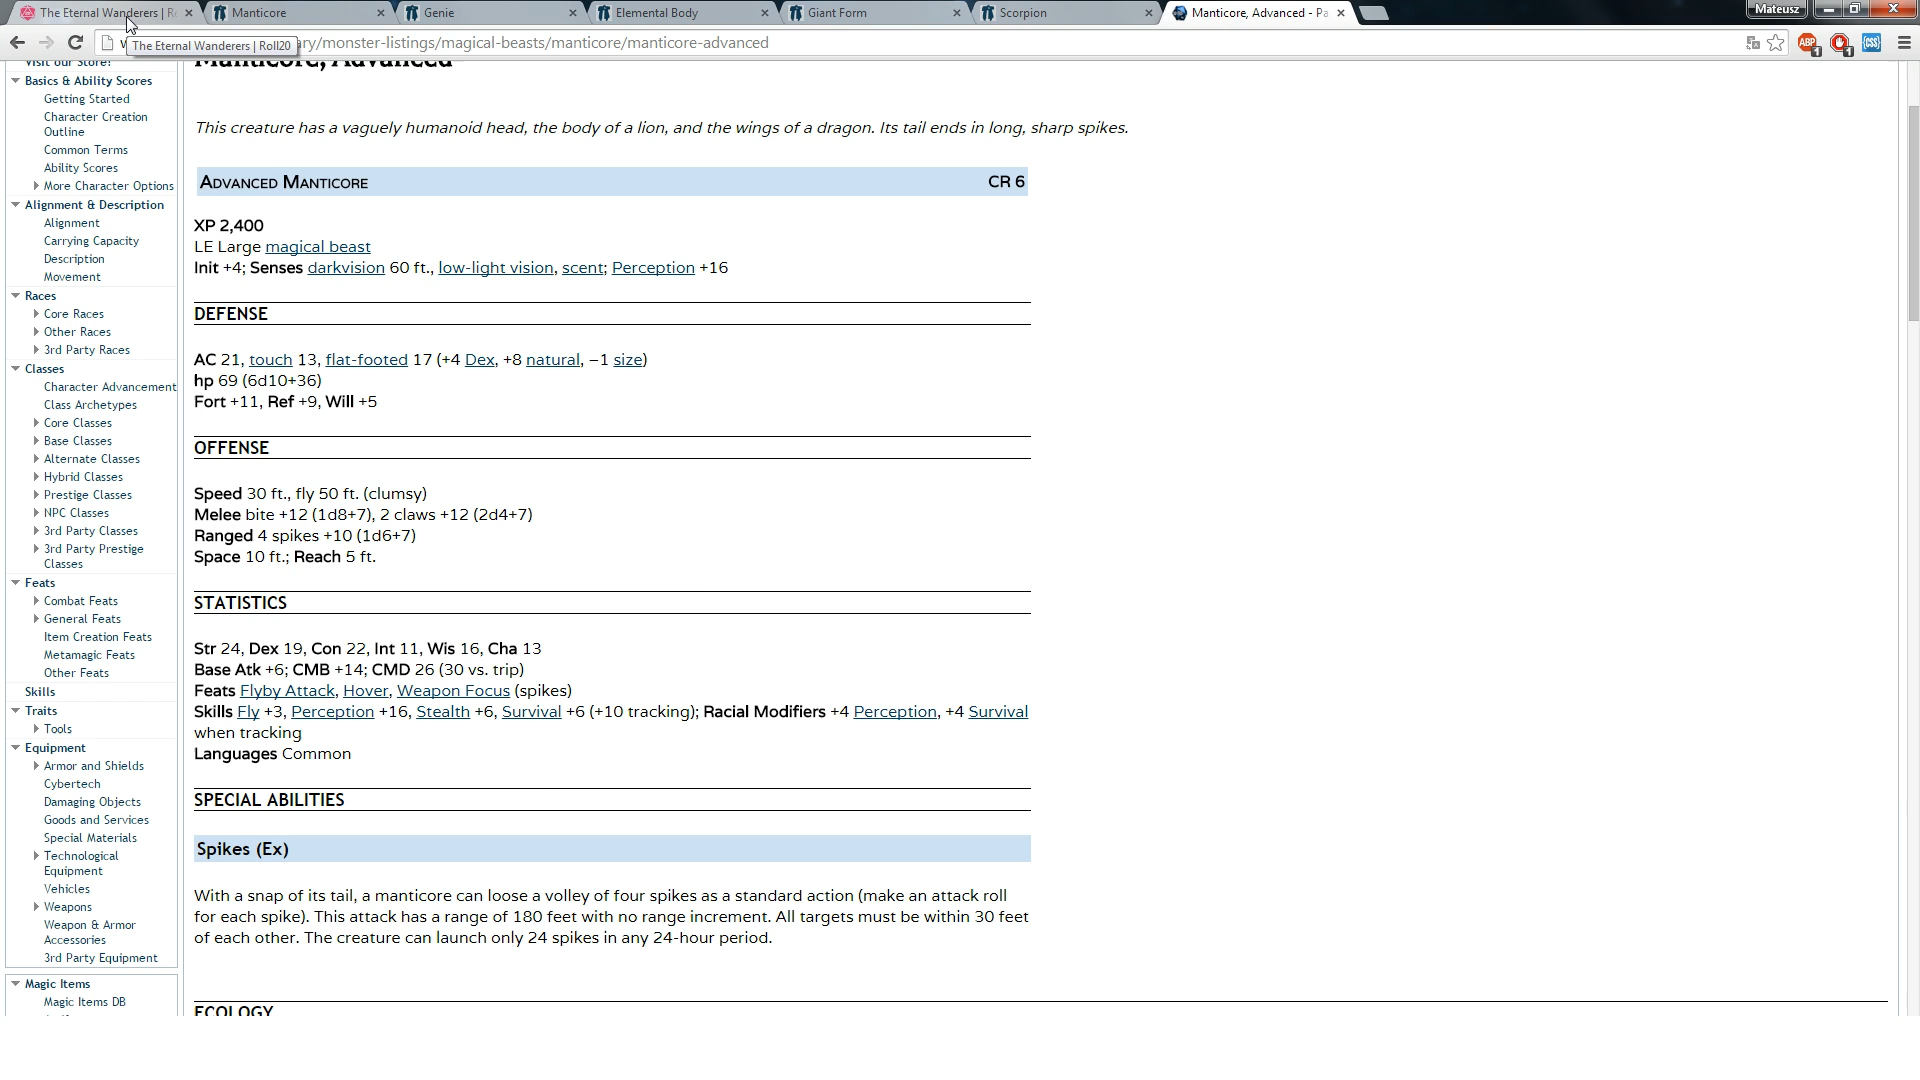 The Eternal Wanderers | R
Manticore
Genie
Elemental Body
Giant Form
Scorpion
Manticore, Advanced - Pa
Mateusz
The Eternal Wanderers | Roll20
ary/monster-listings/magical-beasts/manticore/manticore-advanced
ABP
1
1
{CSS}
Visit our Store!
Basics & Ability Scores
Getting Started
Character Creation
Outline
Common Terms
Ability Scores
More Character Options
Alignment & Description
Alignment
Carrying Capacity
Description
Movement
Races
Core Races
Other Races
3rd Party Races
Classes
Character Advancement
Class Archetypes
Core Classes
Base Classes
Alternate Classes
Hybrid Classes
Prestige Classes
NPC Classes
3rd Party Classes
3rd Party Prestige
Classes
Feats
Combat Feats
General Feats
Item Creation Feats
Metamagic Feats
Other Feats
Skills
Traits
Tools
Equipment
Armor and Shields
Cybertech
Damaging Objects
Goods and Services
Special Materials
Technological
Equipment
Vehicles
Weapons
Weapon & Armor
Accessories
3rd Party Equipment
Magic Items
Magic Items DB
Manticore, Advanced
This creature has a vaguely humanoid head, the body of a lion, and the wings of a dragon. Its tail ends in long, sharp spikes.
Advanced Manticore CR 6
XP 2,400
LE Large magical beast
Init +4; Senses darkvision 60 ft., low-light vision, scent; Perception +16
DEFENSE
AC 21, touch 13, flat-footed 17 (+4 Dex, +8 natural, –1 size)
hp 69 (6d10+36)
Fort +11, Ref +9, Will +5
OFFENSE
Speed 30 ft., fly 50 ft. (clumsy)
Melee bite +12 (1d8+7), 2 claws +12 (2d4+7)
Ranged 4 spikes +10 (1d6+7)
Space 10 ft.; Reach 5 ft.
STATISTICS
Str 24, Dex 19, Con 22, Int 11, Wis 16, Cha 13
Base Atk +6; CMB +14; CMD 26 (30 vs. trip)
Feats Flyby Attack, Hover, Weapon Focus (spikes)
Skills Fly +3, Perception +16, Stealth +6, Survival +6 (+10 tracking); Racial Modifiers +4 Perception, +4 Survival
when tracking
Languages Common
SPECIAL ABILITIES
Spikes (Ex)
With a snap of its tail, a manticore can loose a volley of four spikes as a standard action (make an attack roll
for each spike). This attack has a range of 180 feet with no range increment. All targets must be within 30 feet
of each other. The creature can launch only 24 spikes in any 24-hour period.
ECOLOGY